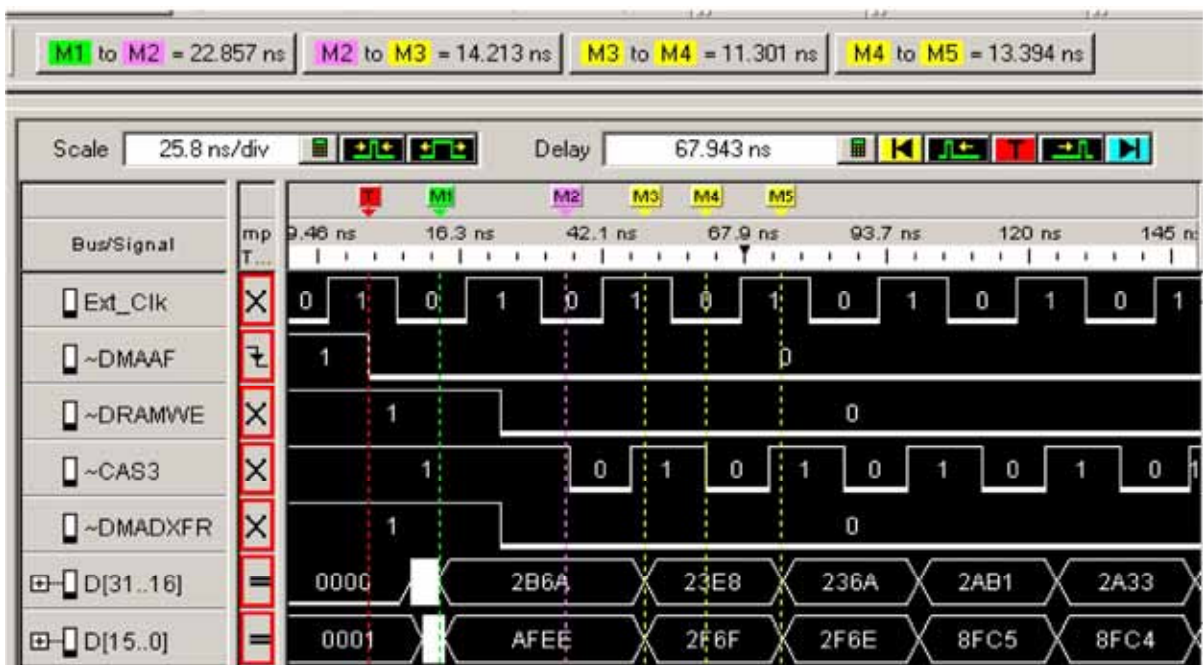 M1 to M2 = 22.857 ns M2 to M3 = 14.213 ns M3 to M4 = 11.301 ns M4 to M5 = 13.394 ns
Scale 25.8 ns/div Delay 67.943 ns T
T M1 M2 M3 M4 M5
Bus/Signal mp 9.46 ns 16.3 ns 42.1 ns 67.9 ns 93.7 ns 120 ns 145 n
T...
Ext_Clk 0 1 0 1 0 1 0 1 0 1 0 1 0 1
~DMAAF 1 0
~DRAMWE 1 0
~CAS3 1 0 1 0 1 0 1 0 1 0 1
~DMADXFR 1 0
D[31..16] = 0000 2B6A 23E8 236A 2AB1 2A33
D[15..0] = 0001 AFEE 2F6F 2F6E 8FC5 8FC4